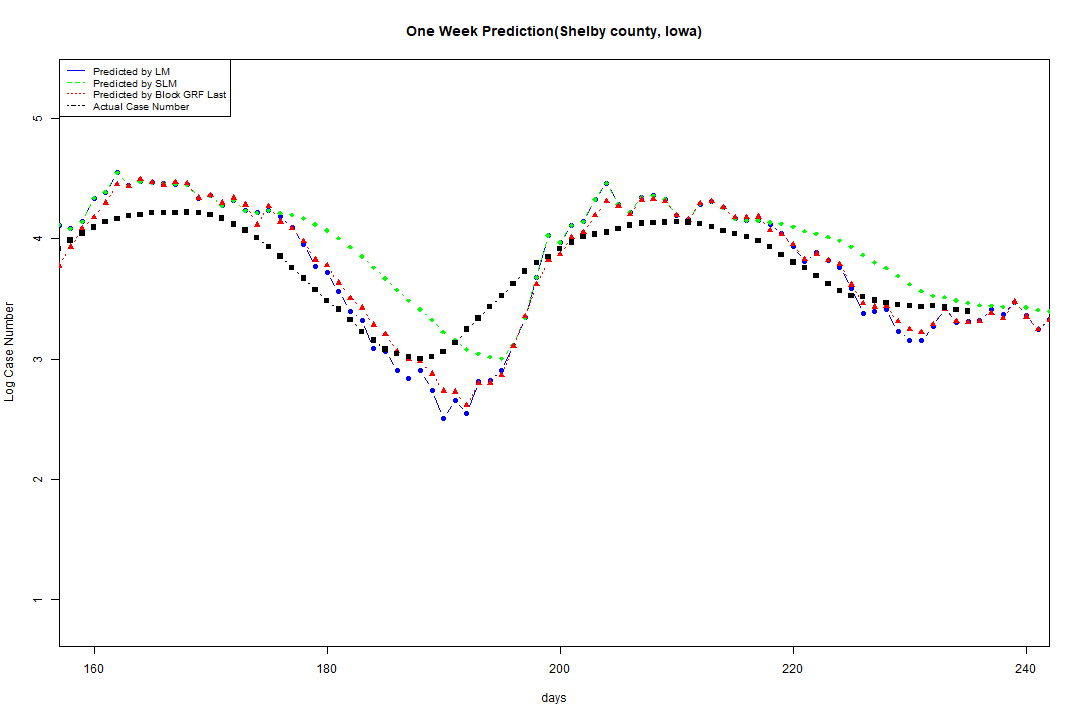 One Week Prediction(Shelby county, Iowa)
Predicted by LM
Predicted by SLM
Predicted by Block GRF Last
Actual Case Number
5
4
3
2
1
Log Case Number
160 180 200 220 240
days